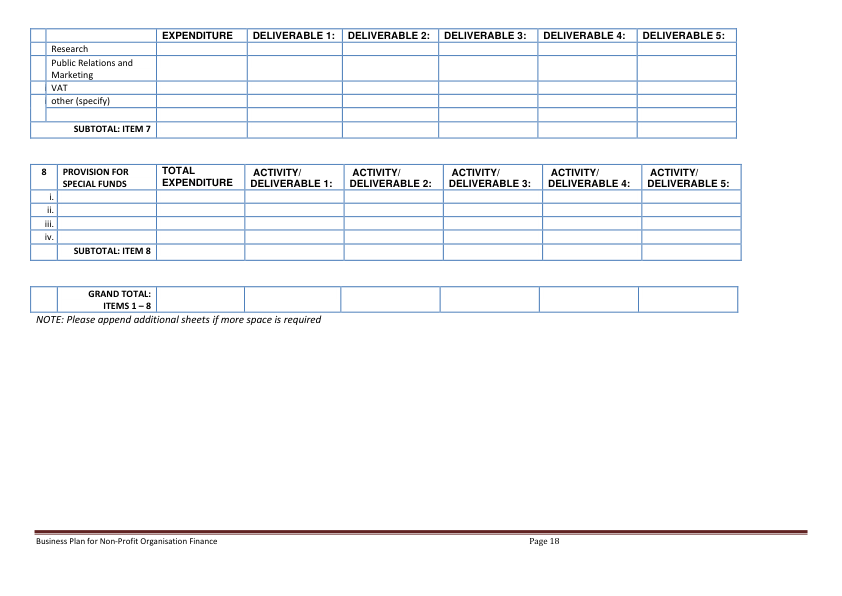 EXPENDITURE DELIVERABLE 1: DELIVERABLE 2: DELIVERABLE 3: DELIVERABLE 4: DELIVERABLE 5:
Research
Public Relations and
Marketing
VAT
other (specify)
SUBTOTAL: ITEM 7
8 PROVISION FOR TOTAL ACTIVITY/ ACTIVITY/ ACTIVITY/ ACTIVITY/ ACTIVITY/
SPECIAL FUNDS EXPENDITURE DELIVERABLE 1: DELIVERABLE 2: DELIVERABLE 3: DELIVERABLE 4: DELIVERABLE 5:
i.
ii.
iii.
iv.
SUBTOTAL: ITEM 8
GRAND TOTAL:
ITEMS 1 – 8
NOTE: Please append additional sheets if more space is required
Business Plan for Non-Profit Organisation Finance Page 18